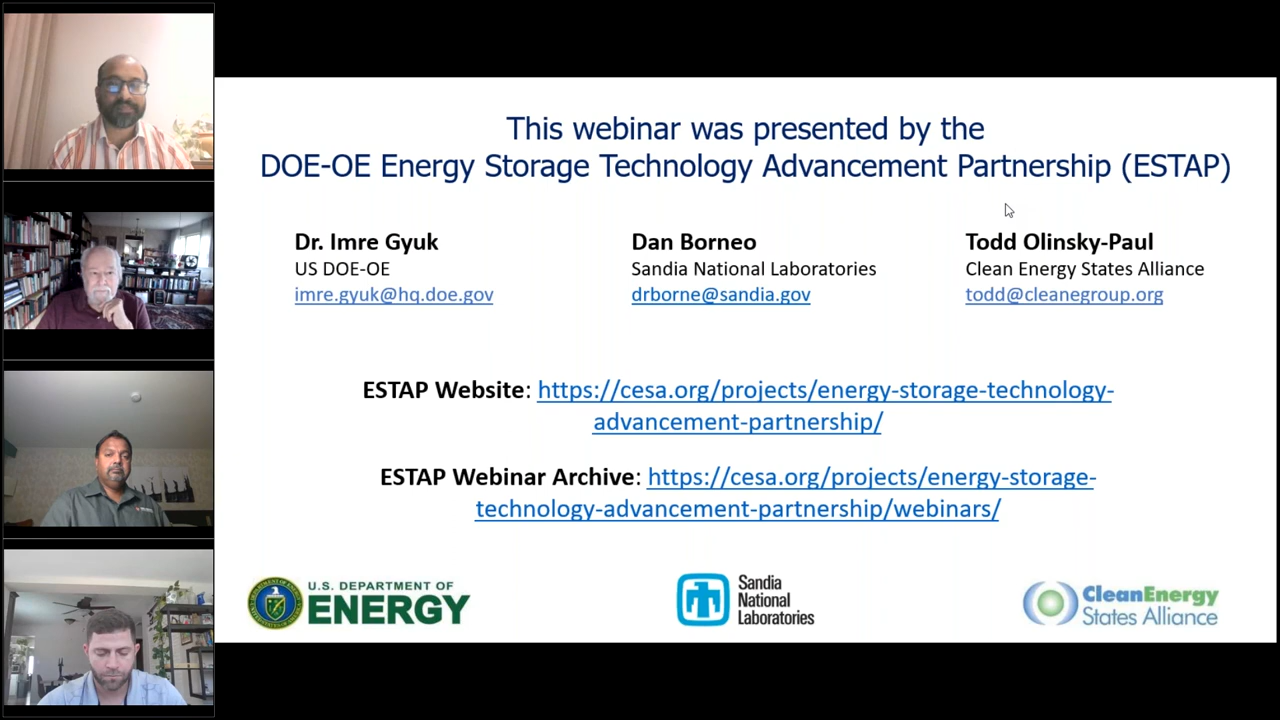 This webinar was presented by the
DOE-OE Energy Storage Technology Advancement Partnership (ESTAP)
Dr. Imre Gyuk
US DOE-OE
imre.gyuk@hq.doe.gov
Dan Borneo
Sandia National Laboratories
drborne@sandia.gov
Todd Olinsky-Paul
Clean Energy States Alliance
todd@cleanegroup.org
ESTAP Website: https://cesa.org/projects/energy-storage-technology-
advancement-partnership/
ESTAP Webinar Archive: https://cesa.org/projects/energy-storage-
technology-advancement-partnership/webinars/
U.S. DEPARTMENT OF
ENERGY
Sandia
National
Laboratories
CleanEnergy
States Alliance